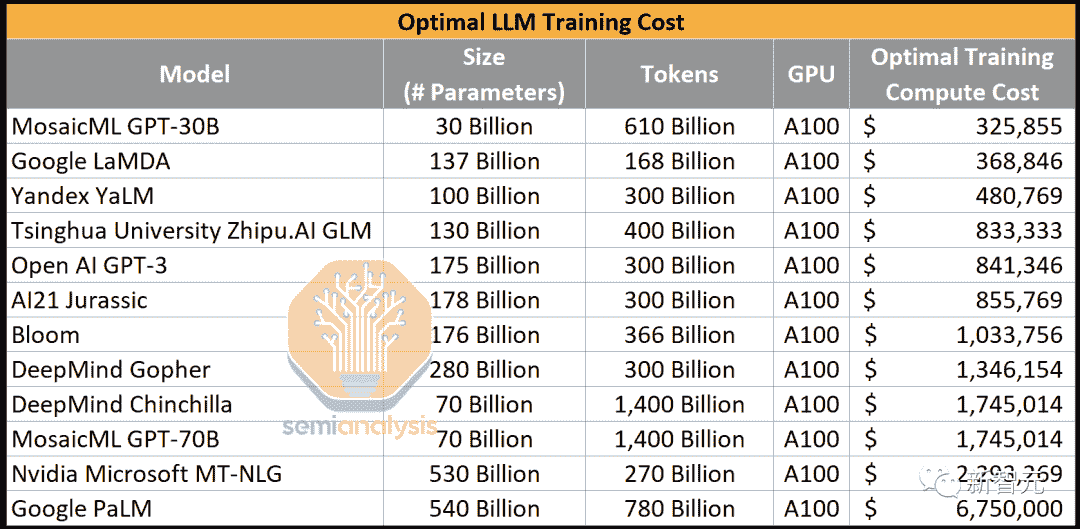 Optimal LLM Training Cost
Model Size (# Parameters) Tokens GPU Optimal Training Compute Cost
MosaicML GPT-30B 30 Billion 610 Billion A100 $ 325,855
Google LaMDA 137 Billion 168 Billion A100 $ 368,846
Yandex YaLM 100 Billion 300 Billion A100 $ 480,769
Tsinghua University Zhipu.AI GLM 130 Billion 400 Billion A100 $ 833,333
Open AI GPT-3 175 Billion 300 Billion A100 $ 841,346
AI21 Jurassic 178 Billion 300 Billion A100 $ 855,769
Bloom 176 Billion 366 Billion A100 $ 1,033,756
DeepMind Gopher 280 Billion 300 Billion A100 $ 1,346,154
DeepMind Chinchilla 70 Billion 1,400 Billion A100 $ 1,745,014
MosaicML GPT-70B 70 Billion 1,400 Billion A100 $ 1,745,014
Nvidia Microsoft MT-NLG 530 Billion 270 Billion A100 $
Google PaLM 540 Billion 780 Billion A100 $ 6,750,000
semianalysis
新智元